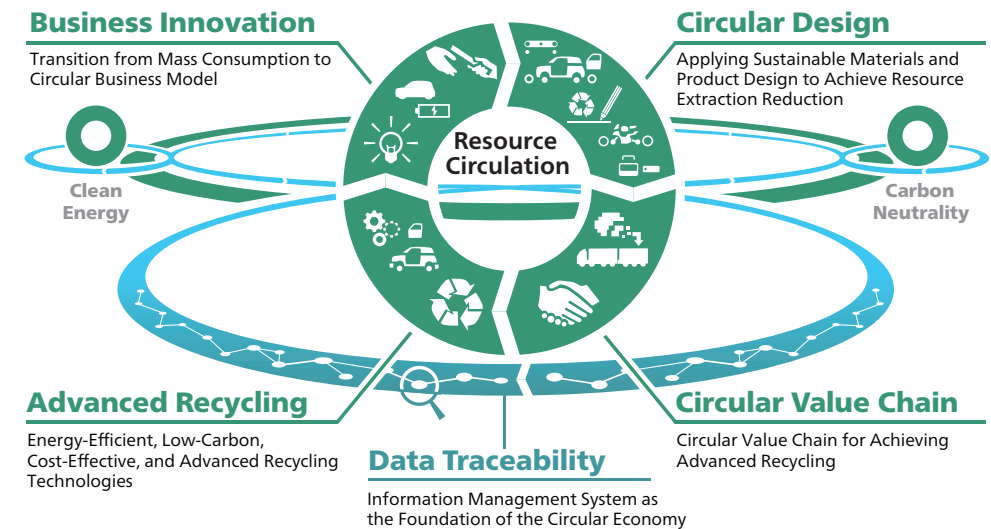 Business Innovation
Transition from Mass Consumption to
Circular Business Model
Circular Design
Applying Sustainable Materials and
Product Design to Achieve Resource
Extraction Reduction
Resource
Circulation
Clean
Energy
Carbon
Neutrality
Advanced Recycling
Energy-Efficient, Low-Carbon,
Cost-Effective, and Advanced Recycling
Technologies
Data Traceability
Information Management System as
the Foundation of the Circular Economy
Circular Value Chain
Circular Value Chain for Achieving
Advanced Recycling